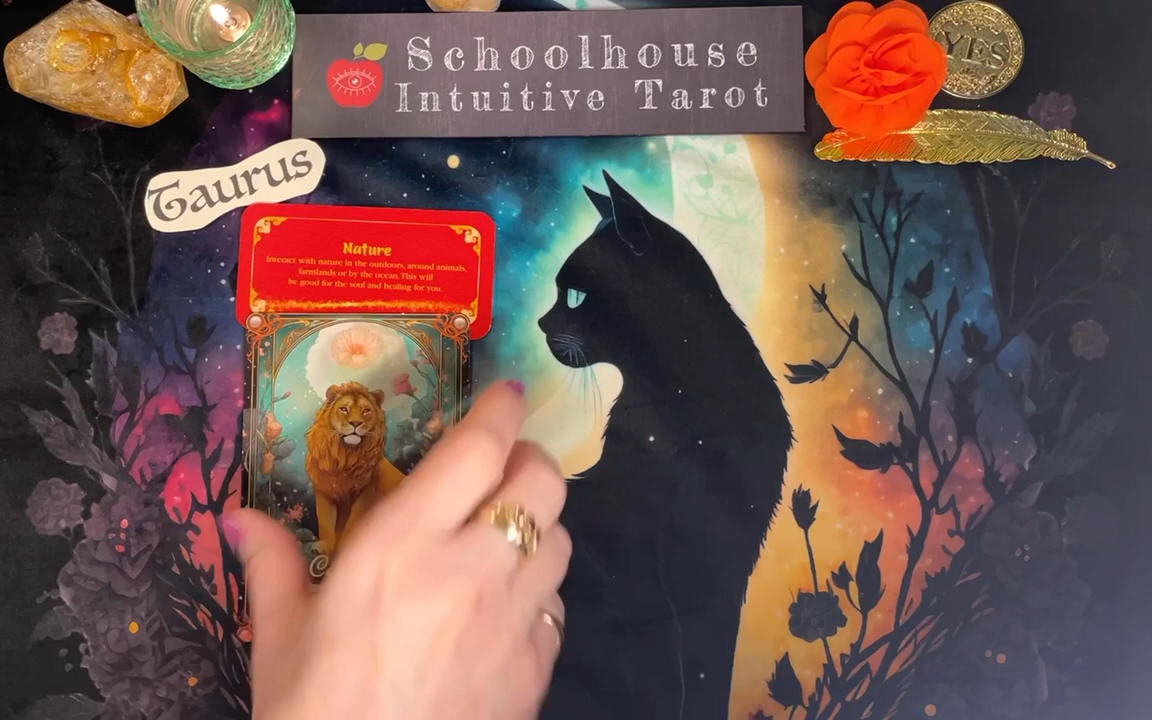 Schoolhouse
Intuitive Tarot
YES
Taurus
Nature
Interact with nature in the outdoors, around animals,
farmlands or by the ocean. This will
be good for the soul and healing for you.